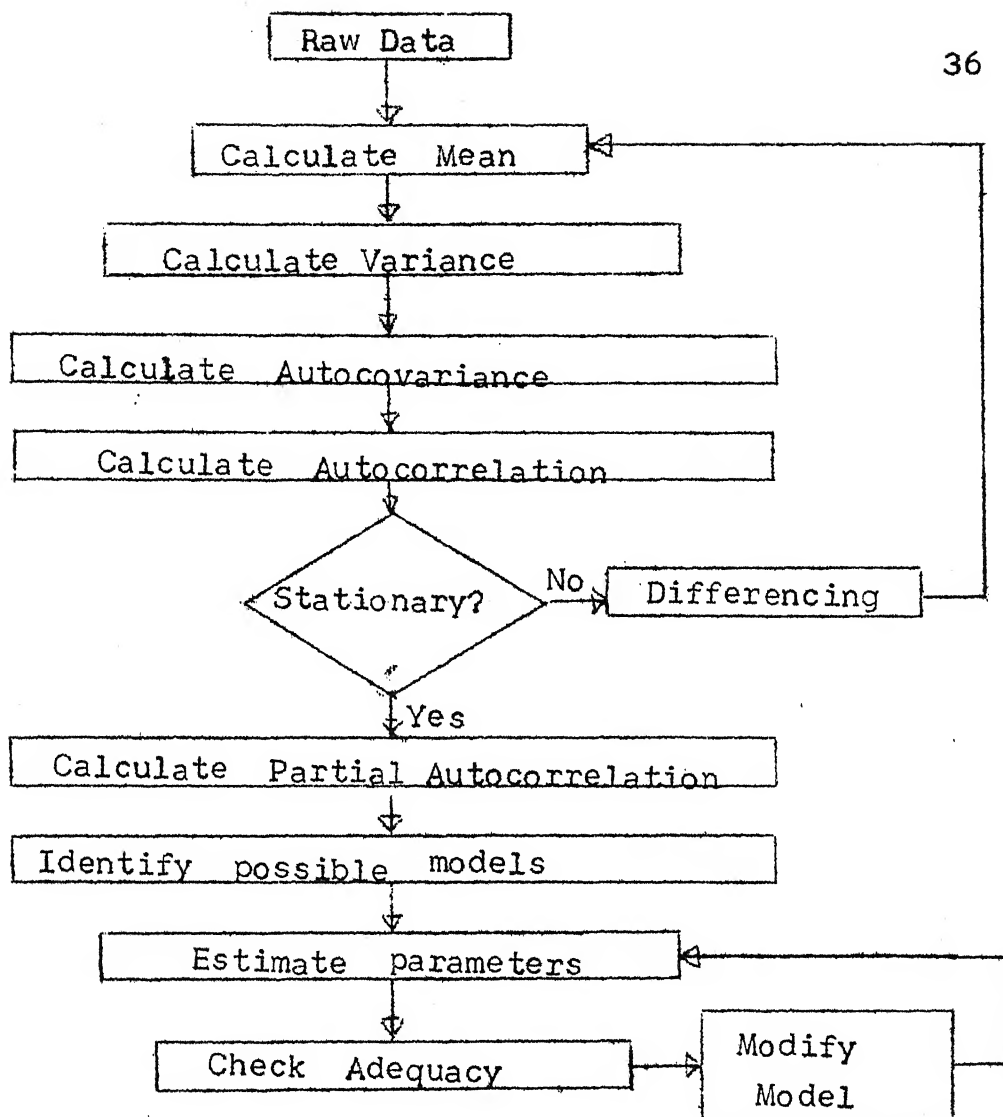 36
Raw Data
Calculate Mean
Calculate Variance
Calculate Autocovariance
Calculate Autocorrelation
Stationary?
No
Differencing
Yes
Calculate Partial Autocorrelation
Identify possible models
Estimate parameters
Check Adequacy
Modify
Model